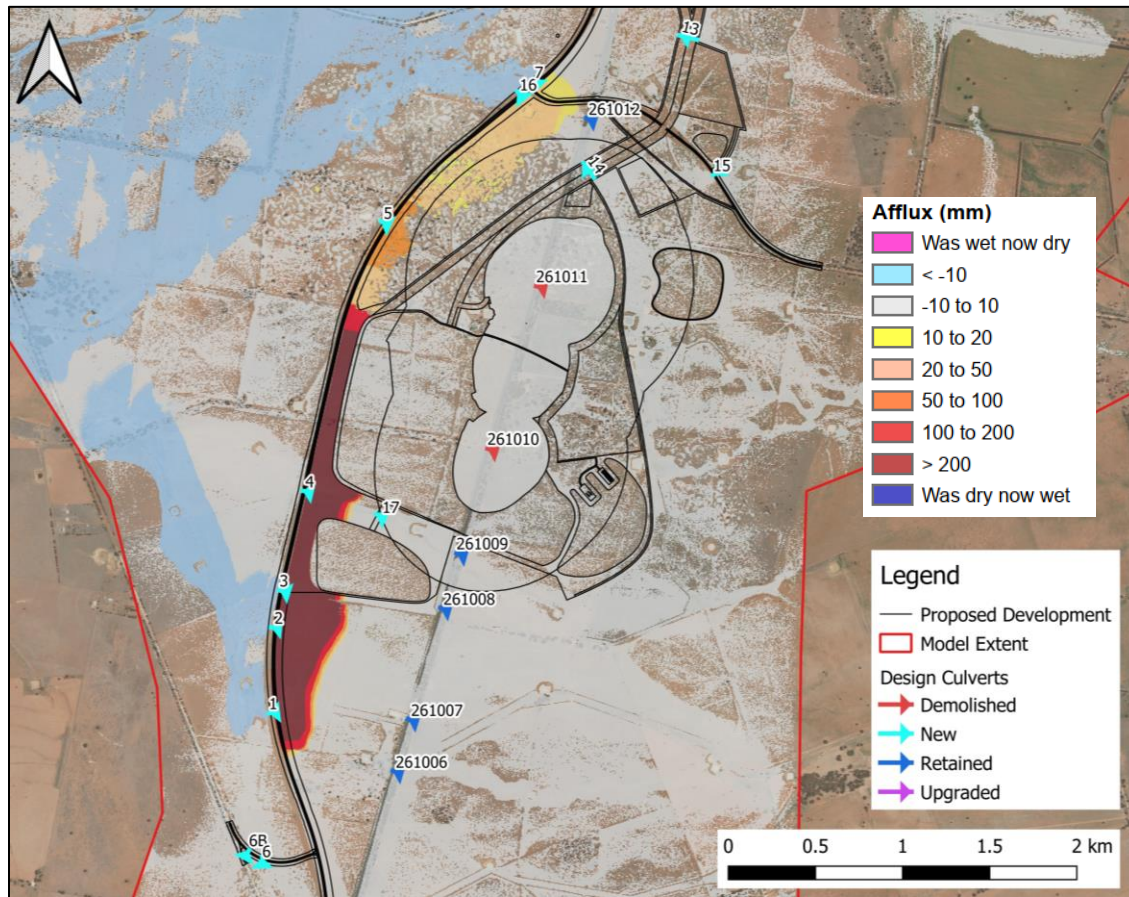 13
7
16
261012
14
15
5
261011
261010
4
17
261009
3
261008
2
1
261007
261006
6B
6
Afflux (mm)
Was wet now dry
< -10
-10 to 10
10 to 20
20 to 50
50 to 100
100 to 200
> 200
Was dry now wet
Legend
Proposed Development
Model Extent
Design Culverts
Demolished
New
Retained
Upgraded
0 0.5 1 2 km